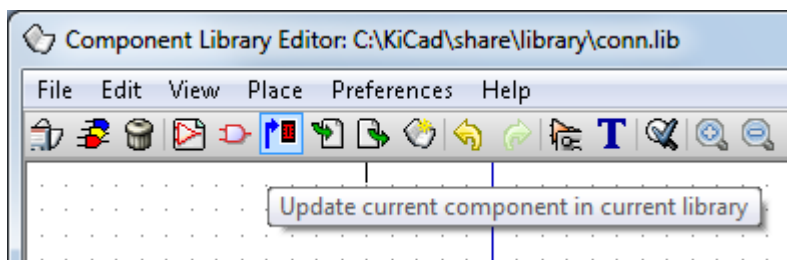 Component Library Editor: C:\KiCad\share\library\conn.lib
File Edit View Place Preferences Help
T
Update current component in current library